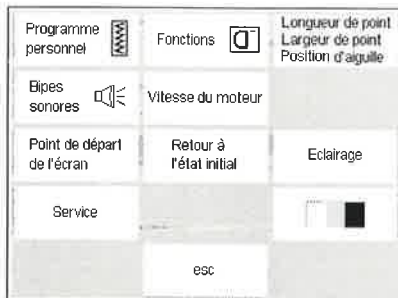 Programme
personnel
Fonctions
Longueur de point
Largeur de point
Position d'aiguille
Bipes
sonores
Vitesse du moteur
Point de départ
de l'écran
Retour à
l'état initial
Eclairage
Service
esc